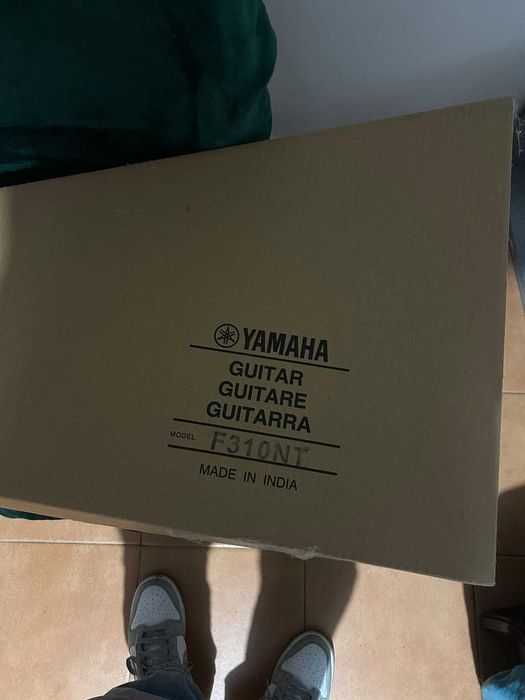 YAMAHA
GUITAR
GUITARE
GUITARRA
MODEL F310NT
MADE IN INDIA